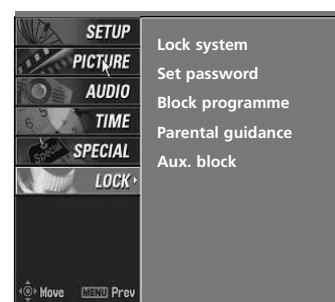 SETUP
PICTURE
AUDIO
TIME
SPECIAL
LOCK
Move MENU Prev
Lock system
Set password
Block programme
Parental guidance
Aux. block